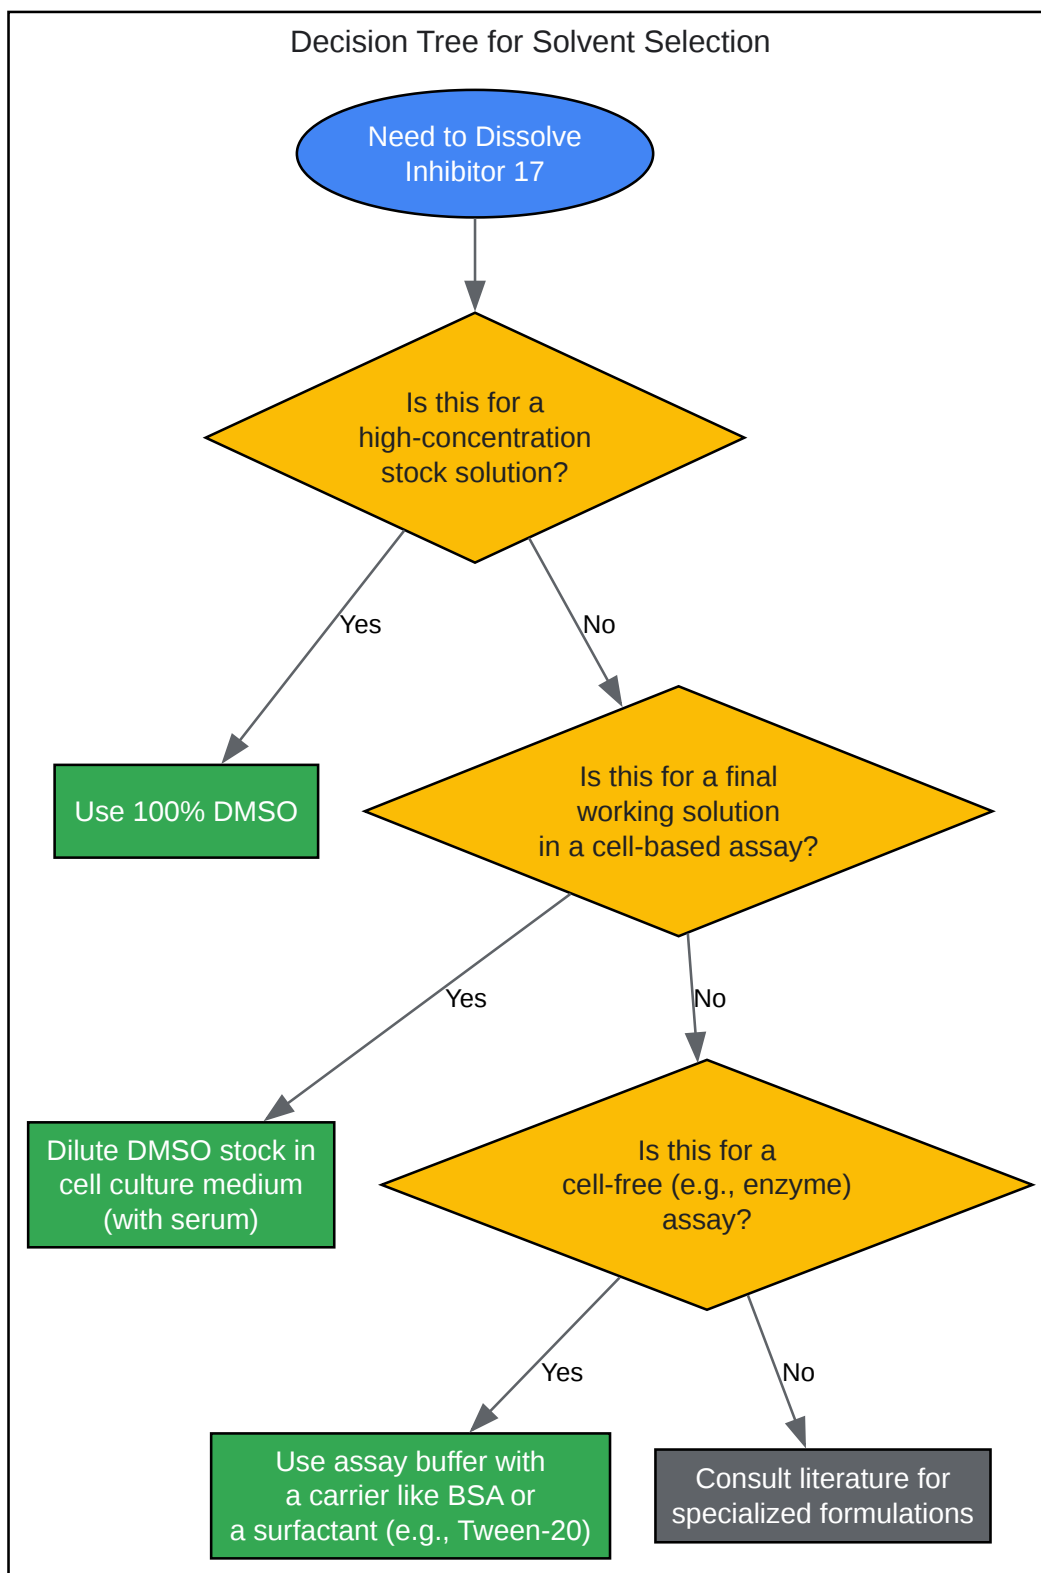 Decision Tree for Solvent Selection
Need to Dissolve
Inhibitor 17
Is this for a
high-concentration
stock solution?
Yes
No
Use 100% DMSO
Is this for a final
working solution
in a cell-based assay?
Yes
No
Dilute DMSO stock in
cell culture medium
(with serum)
Is this for a
cell-free (e.g., enzyme)
assay?
Yes
No
Use assay buffer with
a carrier like BSA or
a surfactant (e.g., Tween-20)
Consult literature for
specialized formulations